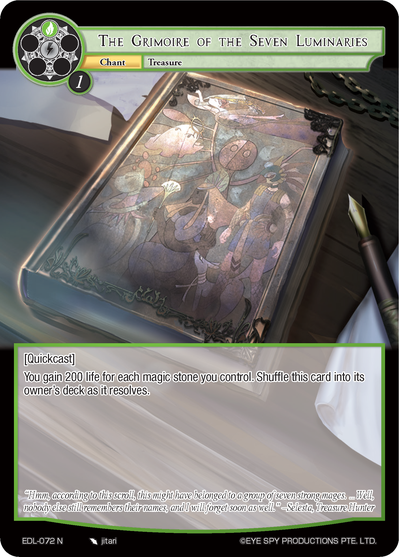 The Grimoire of the Seven Luminaries
Chant Treasure
1
[Quickcast]
You gain 200 life for each magic stone you control. Shuffle this card into its
owner's deck as it resolves.
"Hmm, according to this scroll, this might have belonged to a group of seven strong mages. ... Well,
nobody else still remembers their names, and I will forget soon as well." –Selesta, Treasure Hunter
EDL-072 N jitari ©EYE SPY PRODUCTIONS PTE. LTD.